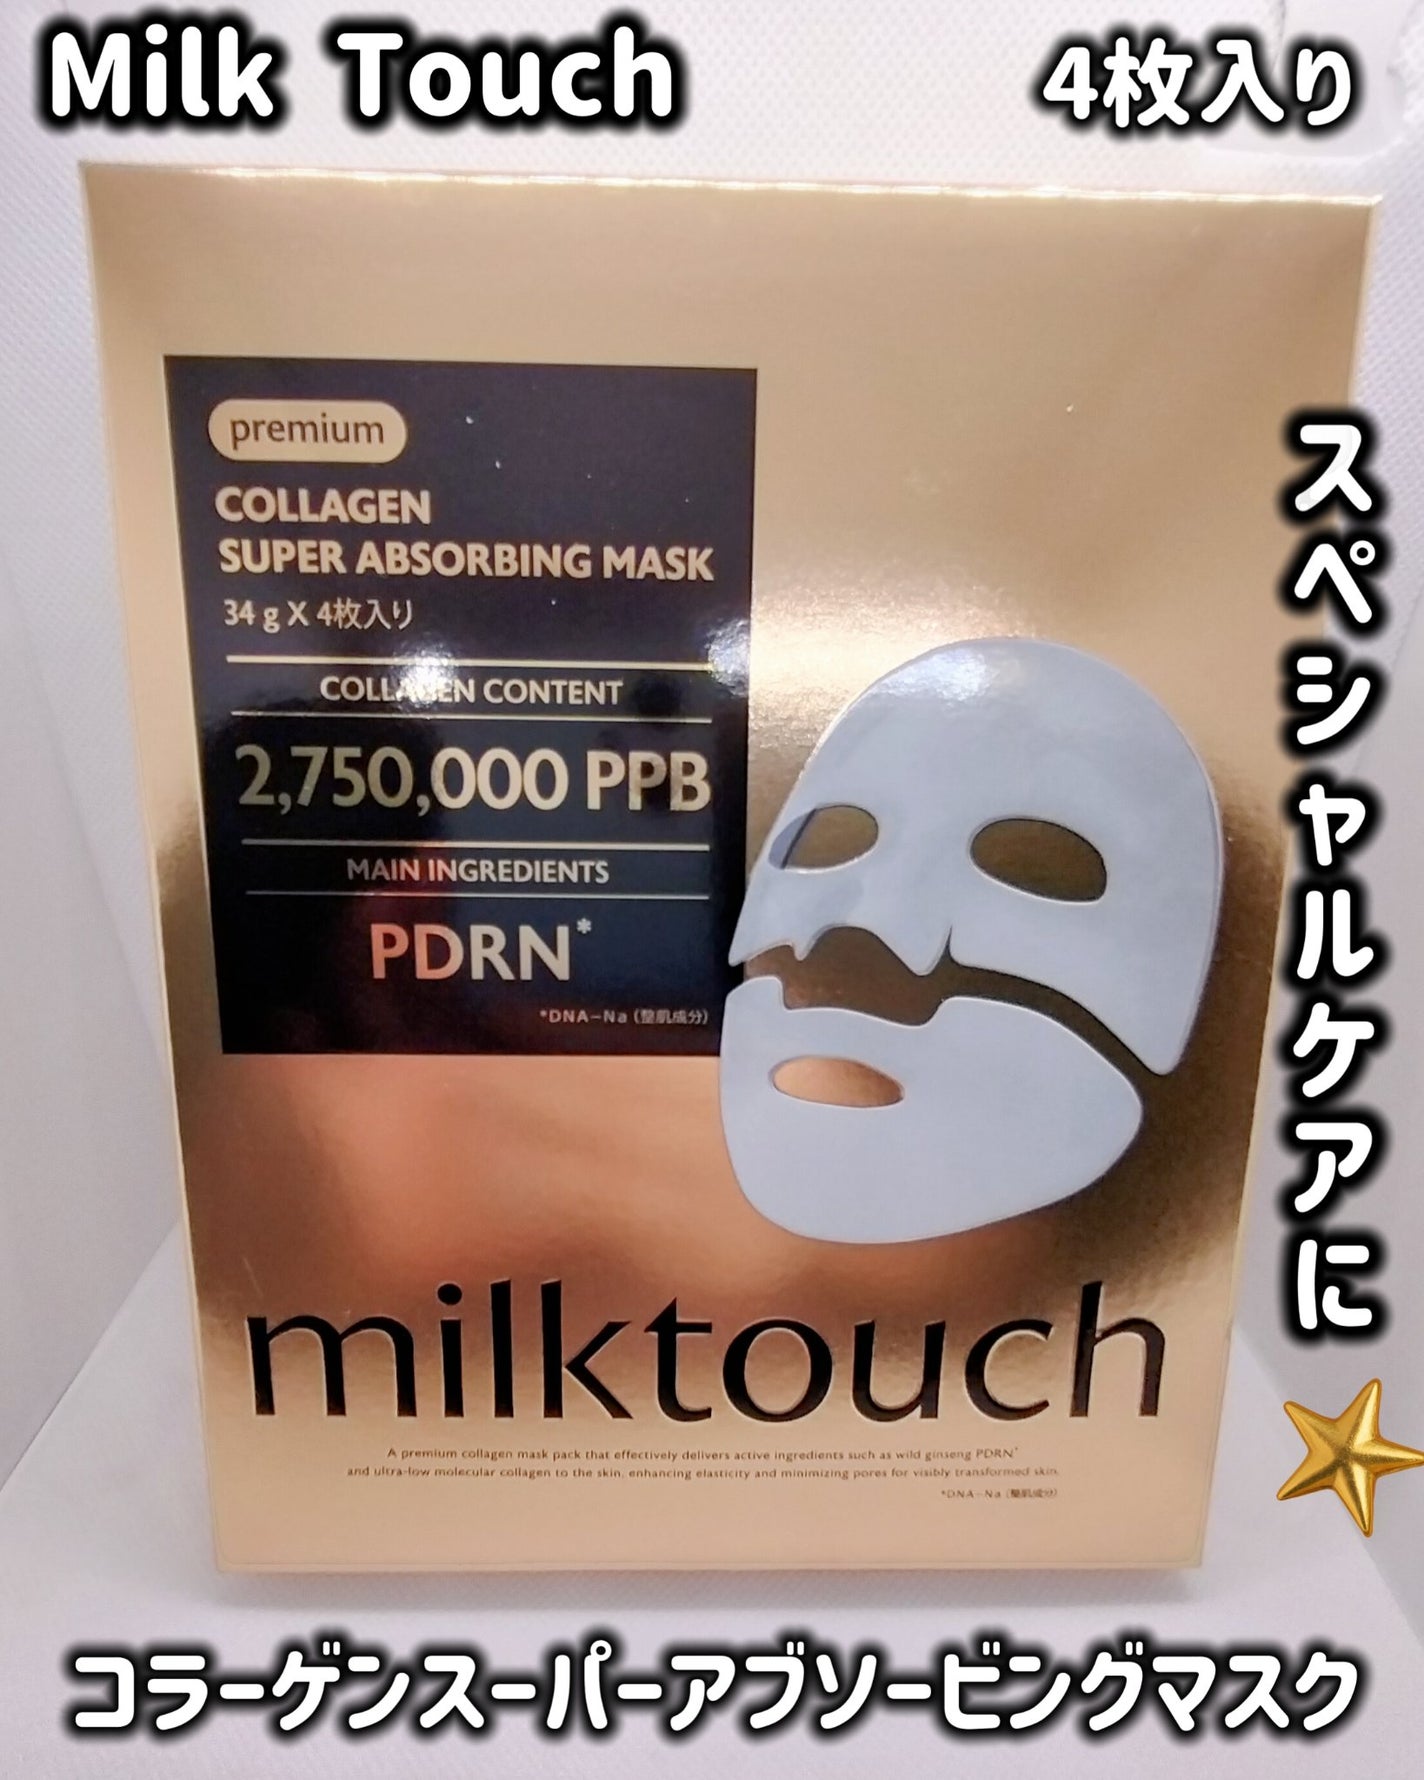 Milk Touch
4枚入り
premium
COLLAGEN
SUPER ABSORBING MASK
34 g X 4枚入り
COLLAGEN CONTENT
2,750,000 PPB
MAIN INGREDIENTS
PDRN*
*DNA-Na (整肌成分)
スペシャルケアに
milktouch
A premium collagen mask pack that effectively delivers active ingredients such as wild ginseng PDRN*
and ultra-low molecular collagen to the skin, enhancing elasticity and minimizing pores for visibly transformed skin.
*DNA-Na (整肌成分)
コラーゲンスーパーアブソービングマスク